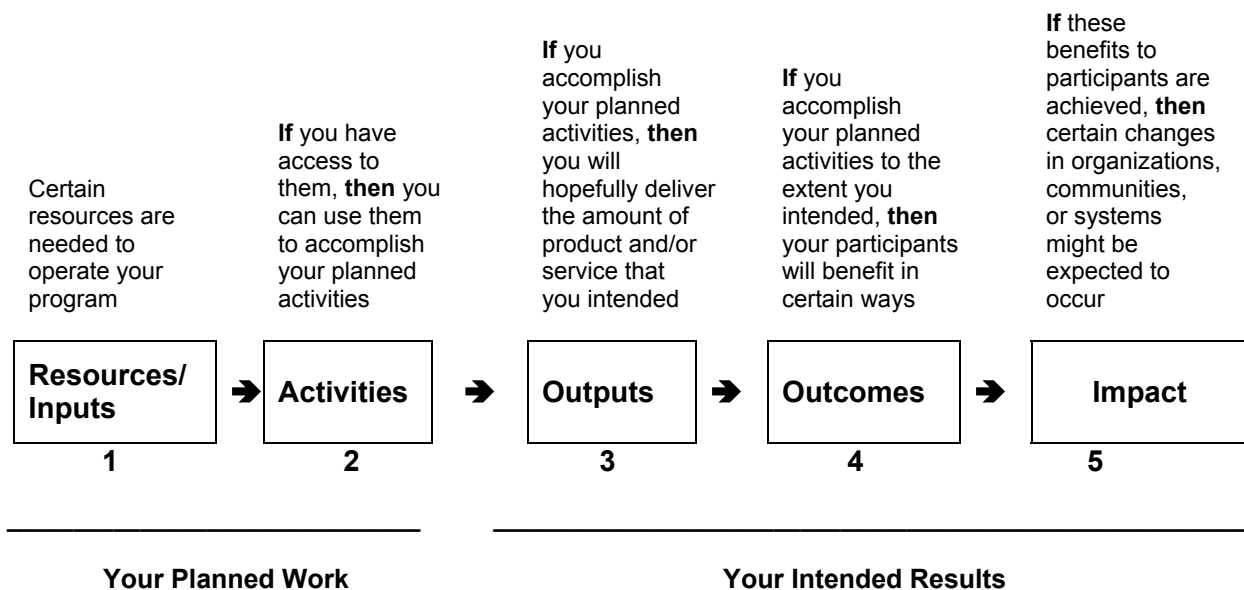 Certain
resources are
needed to
operate your
program
If you have
access to
them, then you
can use them
to accomplish
your planned
activities
If you
accomplish
your planned
activities, then
you will
hopefully deliver
the amount of
product and/or
service that
you intended
If you
accomplish
your planned
activities to the
extent you
intended, then
your participants
will benefit in
certain ways
If these
benefits to
participants are
achieved, then
certain changes
in organizations,
communities,
or systems
might be
expected to
occur
Resources/
Inputs
Activities
Outputs
Outcomes
Impact
1
2
3
4
5
Your Planned Work
Your Intended Results